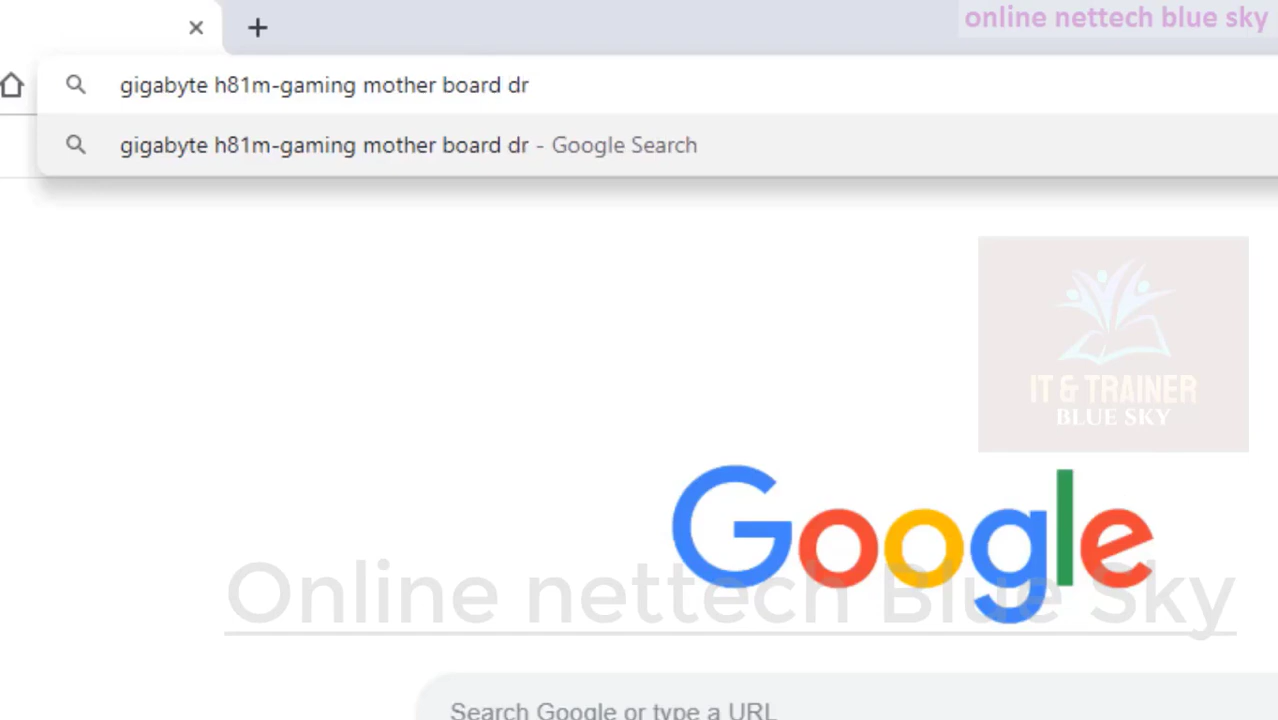 online nettech blue sky
gigabyte h81m-gaming mother board dr
gigabyte h81m-gaming mother board dr - Google Search
IT & TRAINER
BLUE SKY
Google
Online nettech Blue Sky
Search Google or type a URL